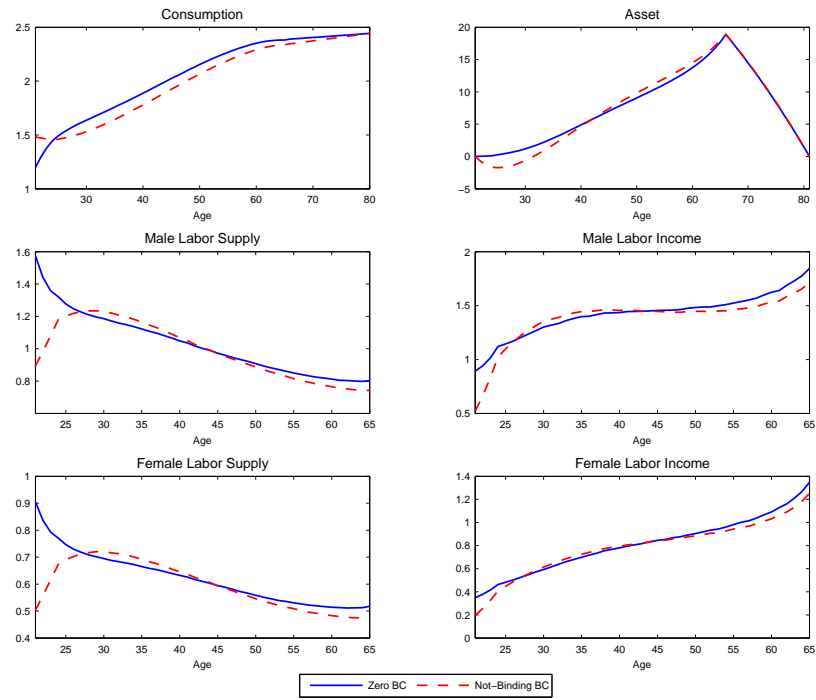 Consumption
2.5
2
1.5
1
30 40 50 60 70 80
Age
Asset
20
15
10
5
0
−5
30 40 50 60 70 80
Age
Male Labor Supply
1.6
1.4
1.2
1
0.8
25 30 35 40 45 50 55 60 65
Age
Male Labor Income
2
1.5
1
0.5
25 30 35 40 45 50 55 60 65
Age
Female Labor Supply
1
0.9
0.8
0.7
0.6
0.5
0.4
25 30 35 40 45 50 55 60 65
Age
Female Labor Income
1.4
1.2
1
0.8
0.6
0.4
0.2
0
25 30 35 40 45 50 55 60 65
Age
Zero BC Not−Binding BC